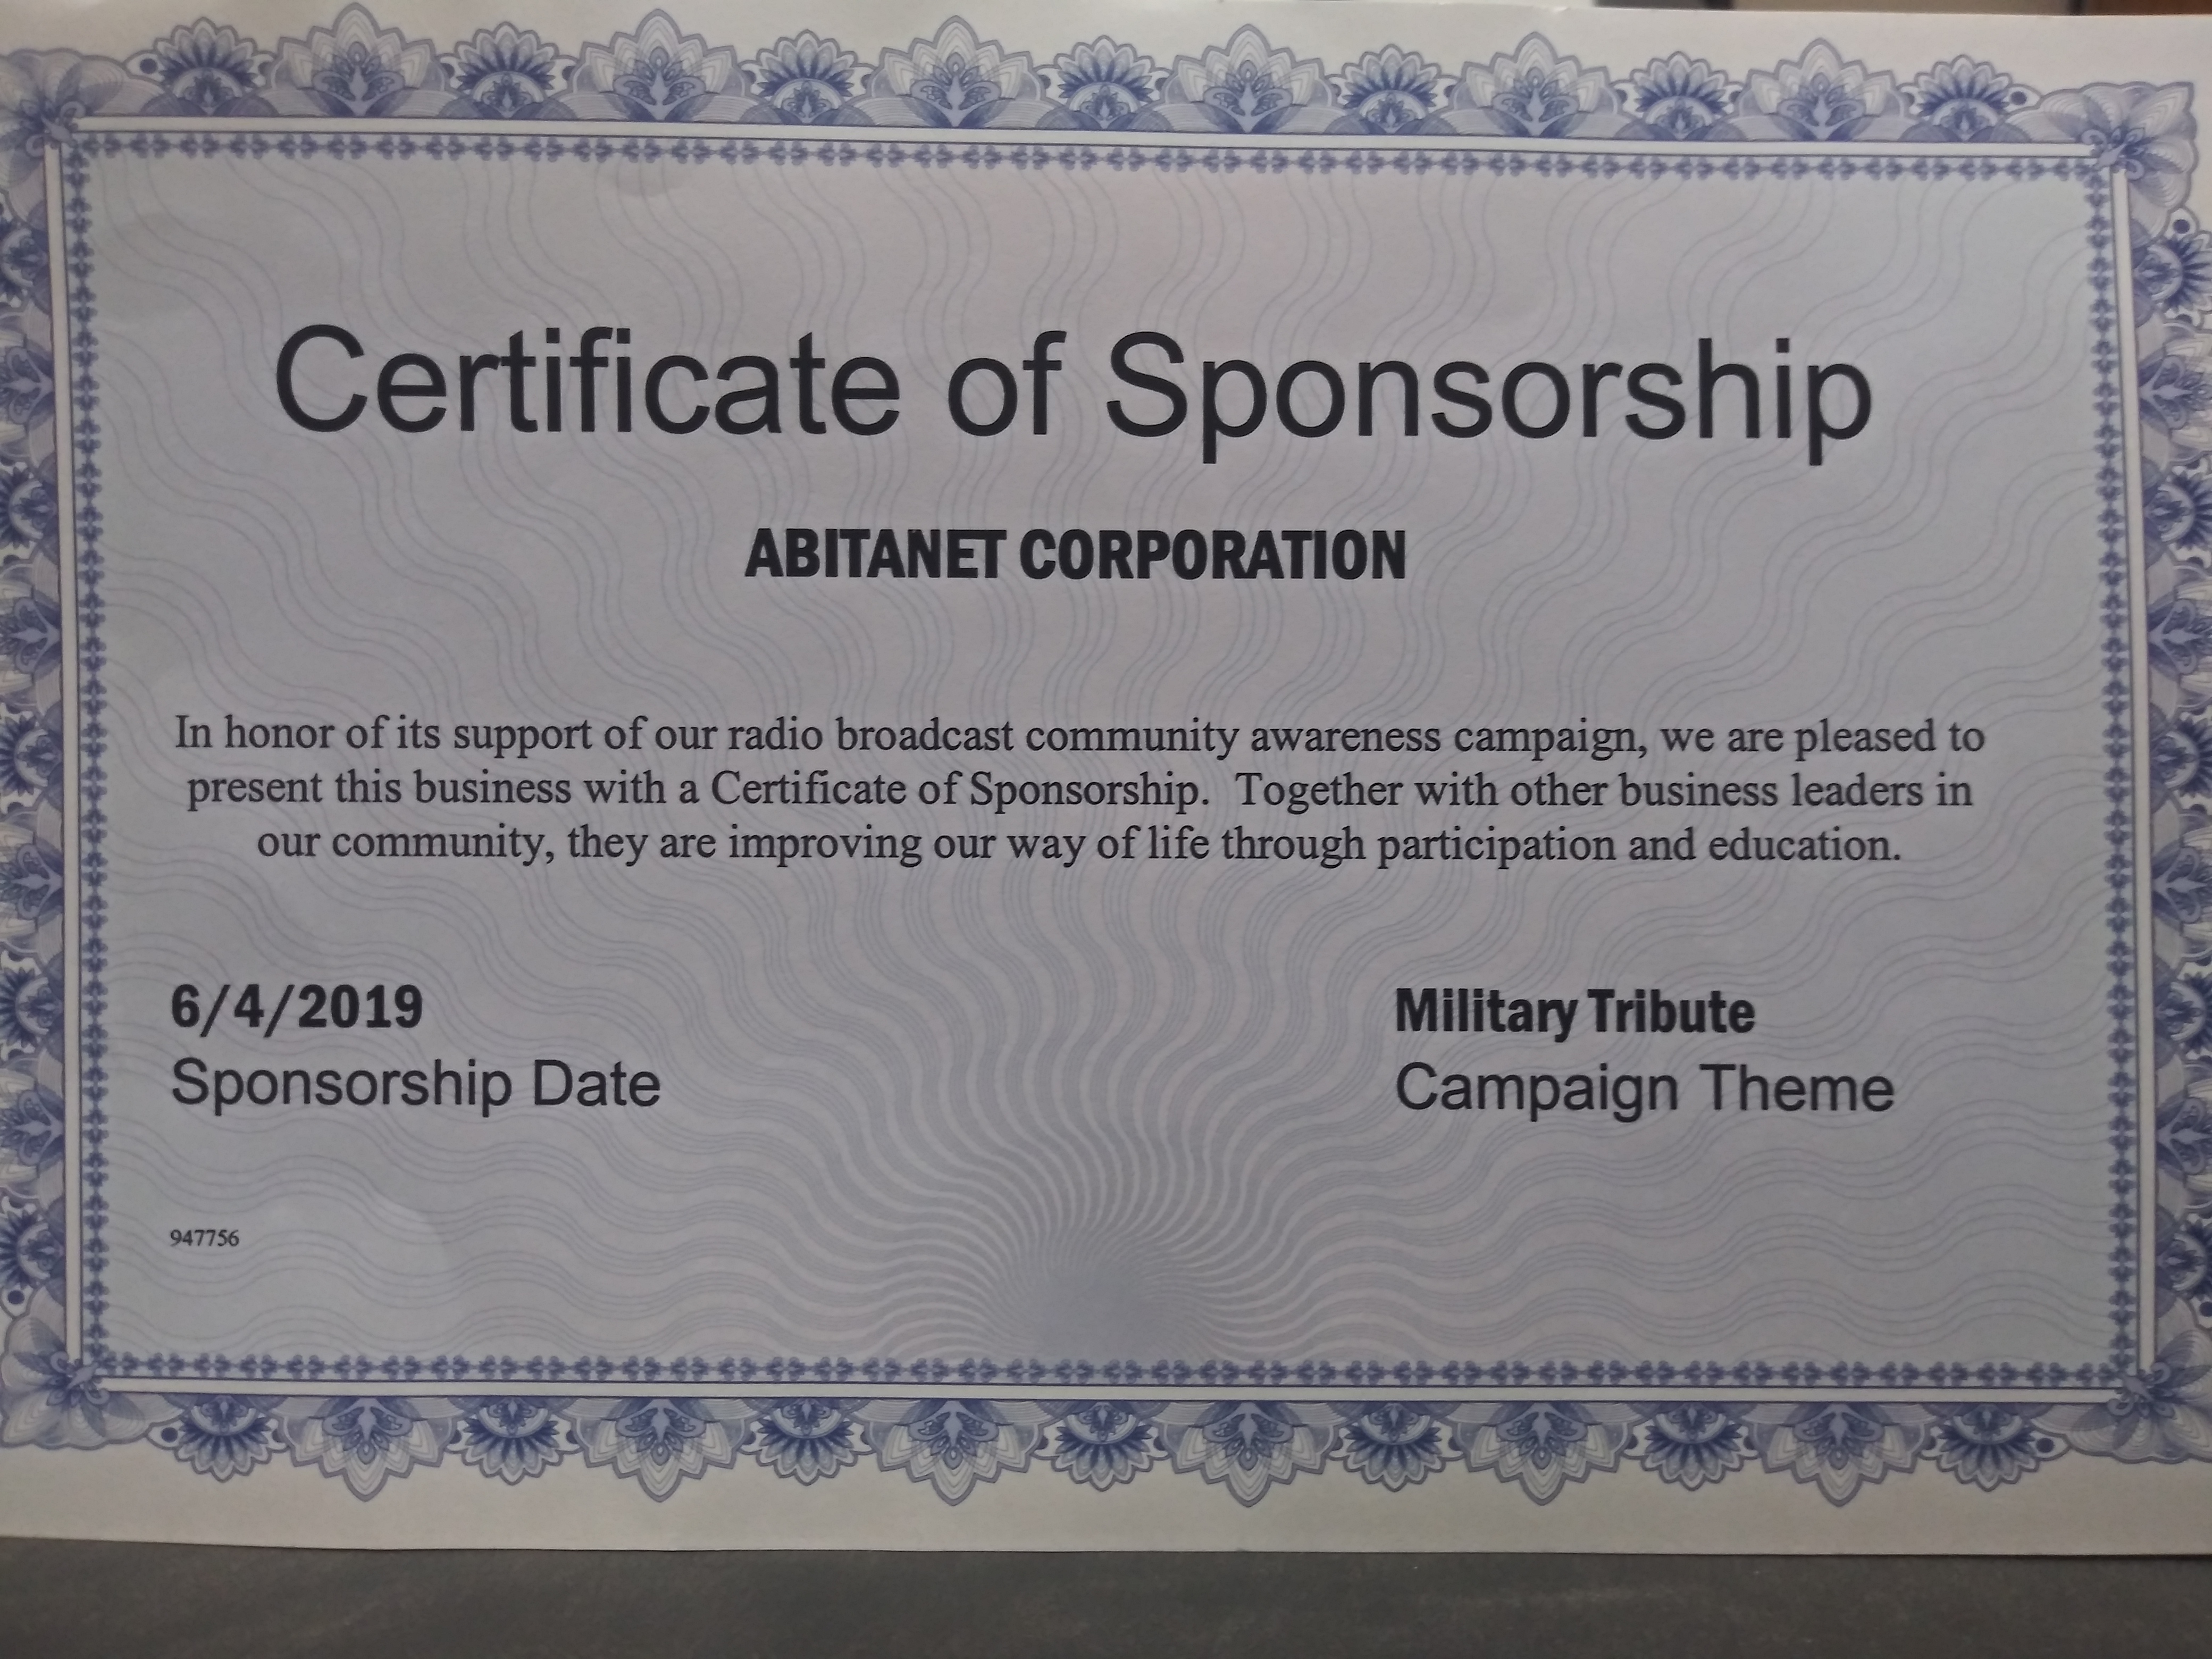 Certificate of Sponsorship
ABITANET CORPORATION
In honor of its support of our radio broadcast community awareness campaign, we are pleased to
present this business with a Certificate of Sponsorship.  Together with other business leaders in
our community, they are improving our way of life through participation and education.
6/4/2019
Sponsorship Date
Military Tribute
Campaign Theme
947756